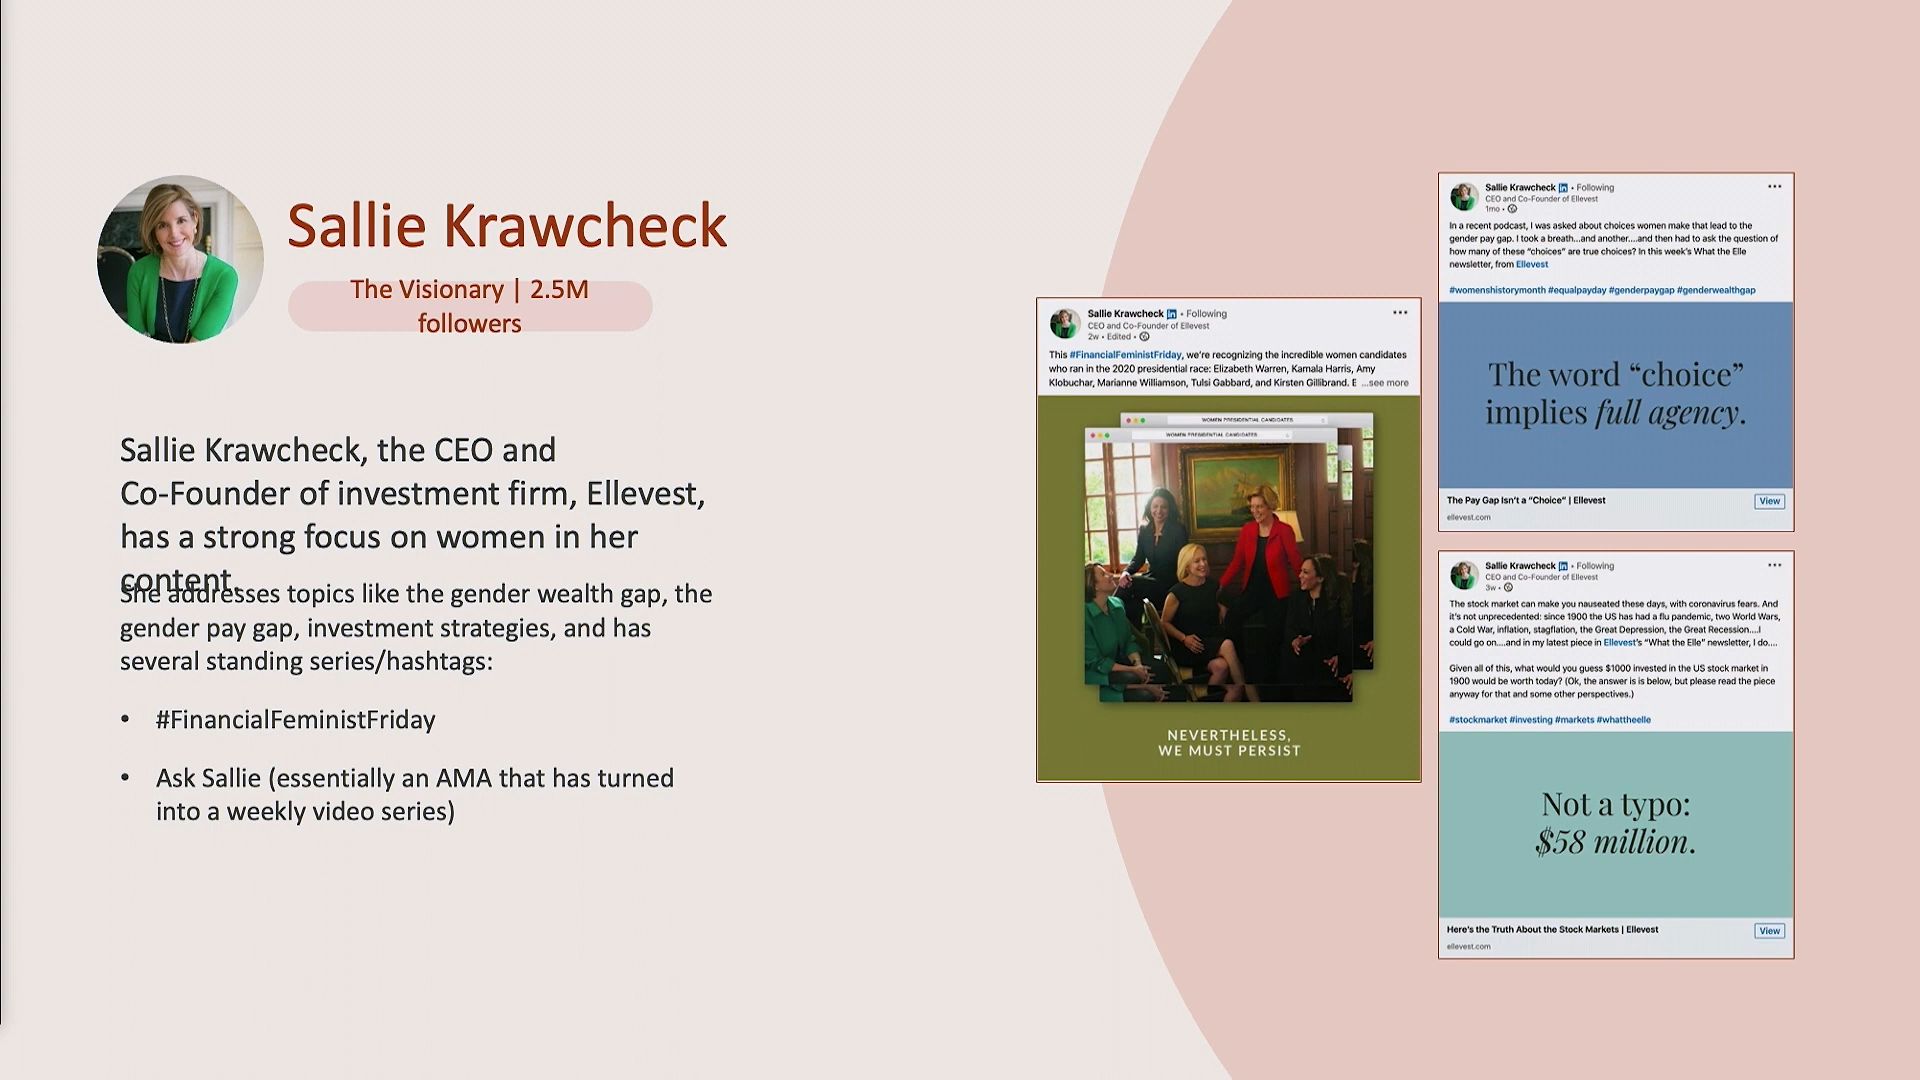 Sallie Krawcheck
The Visionary | 2.5M
followers
Sallie Krawcheck, the CEO and
Co-Founder of investment firm, Ellevest,
has a strong focus on women in her
content.
She addresses topics like the gender wealth gap, the
gender pay gap, investment strategies, and has
several standing series/hashtags:
• #FinancialFeministFriday
• Ask Sallie (essentially an AMA that has turned
into a weekly video series)
Sallie Krawcheck in • Following
CEO and Co-Founder of Ellevest
2w • Edited •
This #FinancialFeministFriday, we're recognizing the incredible women candidates
who ran in the 2020 presidential race: Elizabeth Warren, Kamala Harris, Amy
Klobuchar, Marianne Williamson, Tulsi Gabbard, and Kirsten Gillibrand. E ...see more
WOMEN PRESIDENTIAL CANDIDATES
WOMEN PRESIDENTIAL CANDIDATES
NEVERTHELESS,
WE MUST PERSIST
Sallie Krawcheck in • Following
CEO and Co-Founder of Ellevest
1mo •
In a recent podcast, I was asked about choices women make that lead to the
gender pay gap. I took a breath...and another....and then had to ask the question of
how many of these "choices" are true choices? In this week's What the Elle
newsletter, from Ellevest
#womenshistorymonth #equalpayday #genderpaygap #genderwealthgap
The word “choice”
implies full agency.
The Pay Gap Isn't a "Choice" | Ellevest
View
ellevest.com
Sallie Krawcheck in • Following
CEO and Co-Founder of Ellevest
3w •
The stock market can make you nauseated these days, with coronavirus fears. And
it's not unprecedented: since 1900 the US has had a flu pandemic, two World Wars,
a Cold War, inflation, stagflation, the Great Depression, the Great Recession....I
could go on....and in my latest piece in Ellevest's "What the Elle" newsletter, I do....
Given all of this, what would you guess $1000 invested in the US stock market in
1900 would be worth today? (Ok, the answer is is below, but please read the piece
anyway for that and some other perspectives.)
#stockmarket #investing #markets #whattheelle
Not a typo:
$58 million.
Here's the Truth About the Stock Markets | Ellevest
View
ellevest.com